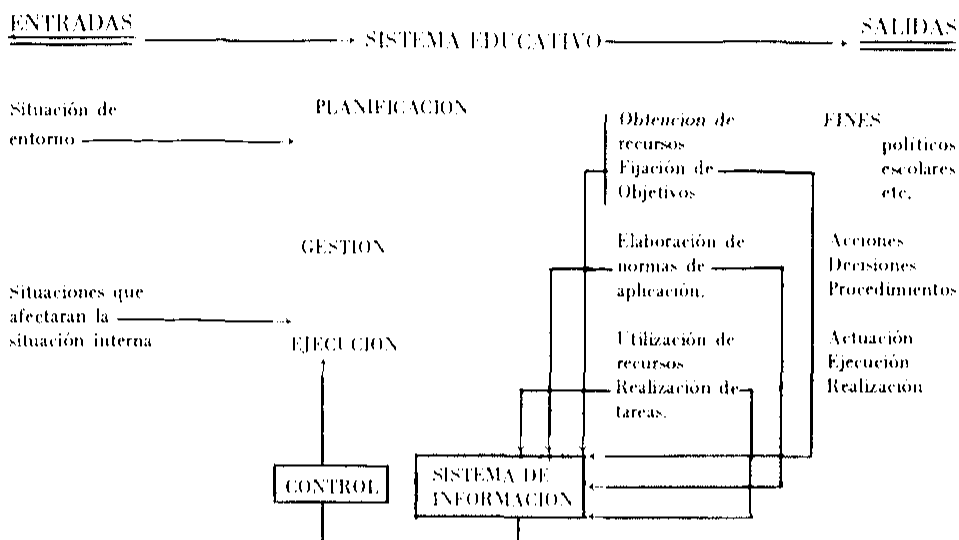 ENTRADAS
SISTEMA EDUCATIVO
SALIDAS
Situación de
entorno
PLANIFICACION
Obtencion de
recursos
Fijación de
Objetivos
FINES
políticos
escolares
etc.
GESTION
Elaboración de
normas de
aplicación.
Acciones
Decisiones
Procedimientos
Situaciones que
afectaran la
situación interna
EJECUCION
Utilización de
recursos
Realización de
tareas.
Actuación
Ejecución
Realización
CONTROL
SISTEMA DE
INFORMACION